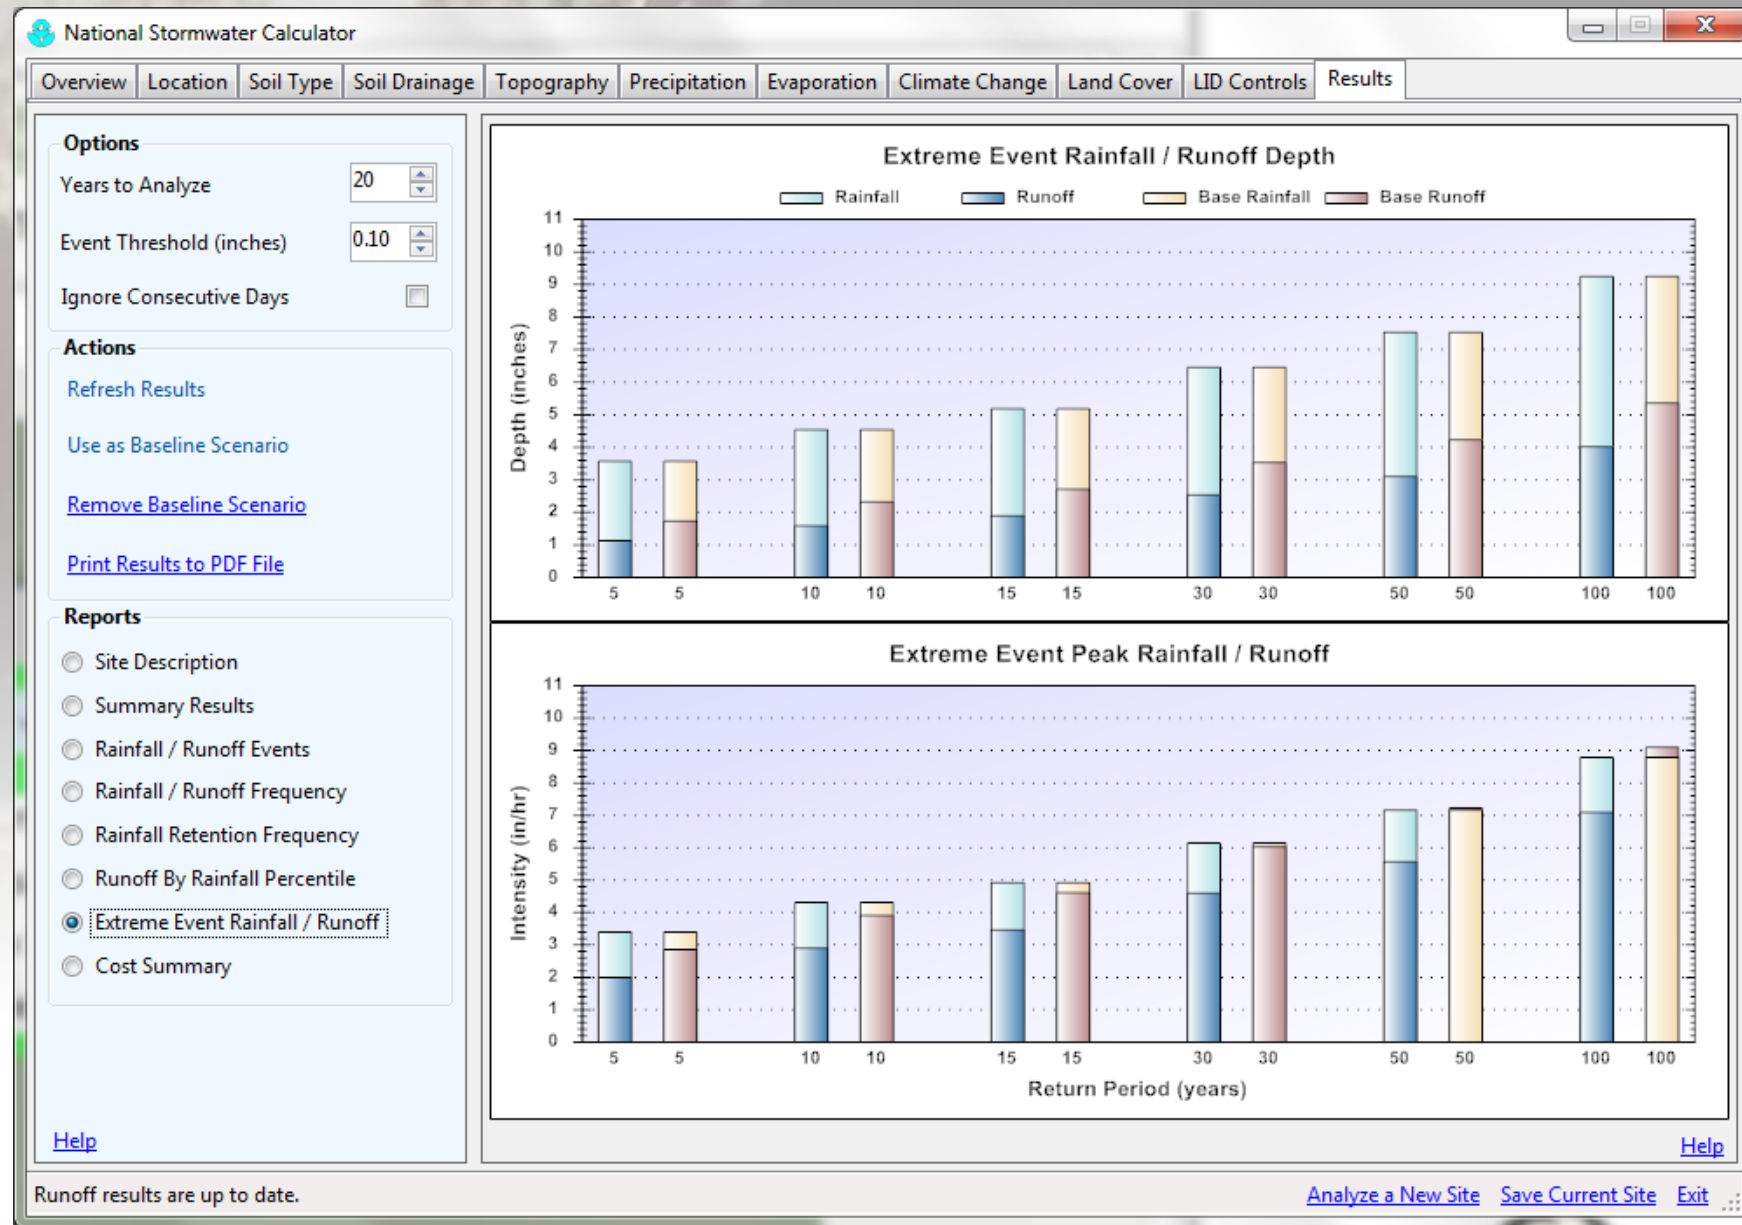 National Stormwater Calculator
Overview Location Soil Type Soil Drainage Topography Precipitation Evaporation Climate Change Land Cover LID Controls Results
Options
Years to Analyze 20
Event Threshold (inches) 0.10
Ignore Consecutive Days
Actions
Refresh Results
Use as Baseline Scenario
Remove Baseline Scenario
Print Results to PDF File
Reports
Site Description
Summary Results
Rainfall / Runoff Events
Rainfall / Runoff Frequency
Rainfall Retention Frequency
Runoff By Rainfall Percentile
Extreme Event Rainfall / Runoff
Cost Summary
Help
Extreme Event Rainfall / Runoff Depth
Rainfall Runoff Base Rainfall Base Runoff
Depth (inches)
11
10
9
8
7
6
5
4
3
2
1
0
5 5 10 10 15 15 30 30 50 50 100 100
Extreme Event Peak Rainfall / Runoff
Intensity (in/hr)
11
10
9
8
7
6
5
4
3
2
1
0
5 5 10 10 15 15 30 30 50 50 100 100
Return Period (years)
Help
Runoff results are up to date.
Analyze a New Site Save Current Site Exit